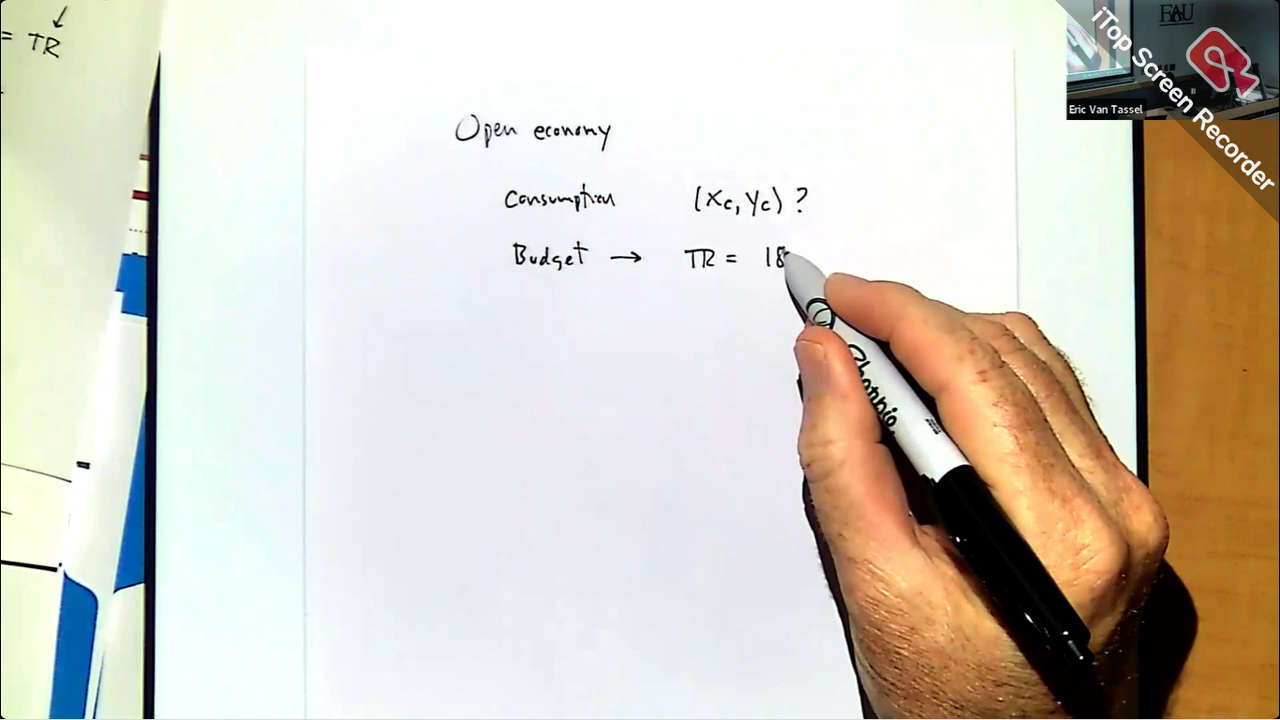 = TR
Open economy
Consumption (Xc, Yc) ?
Budget → TR = 18
Sharpie
FAU
Eric Van Tassel
iTop Screen Recorder